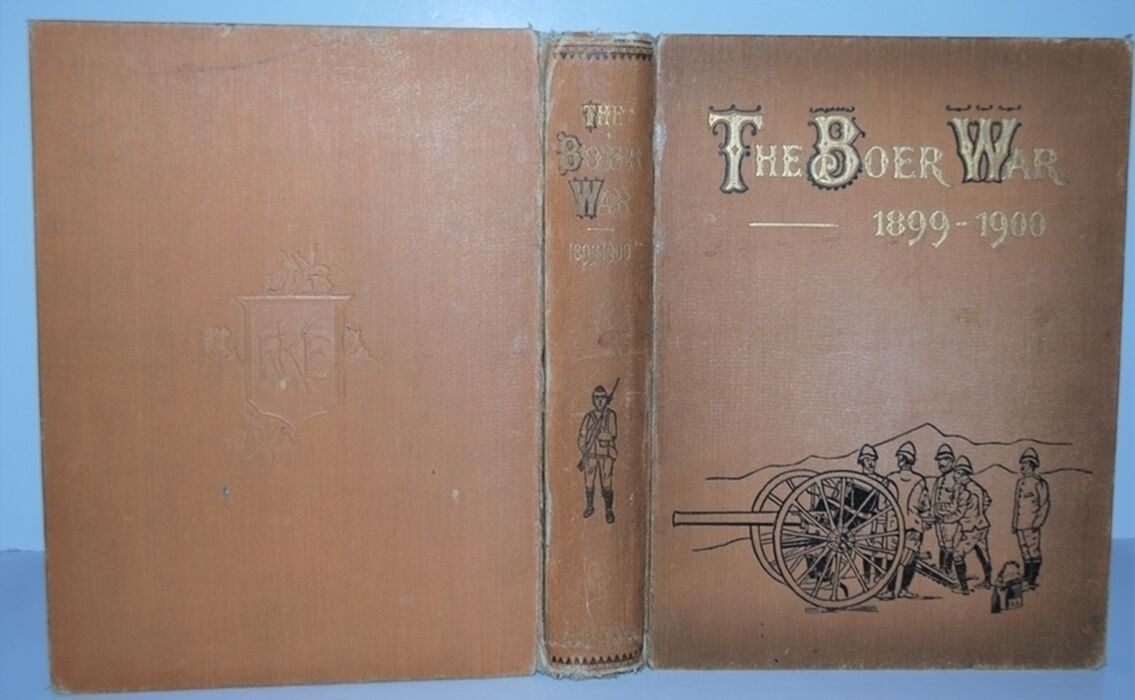 THE BOER WAR
1899-1900
THE
BOER
WAR
1899-1900